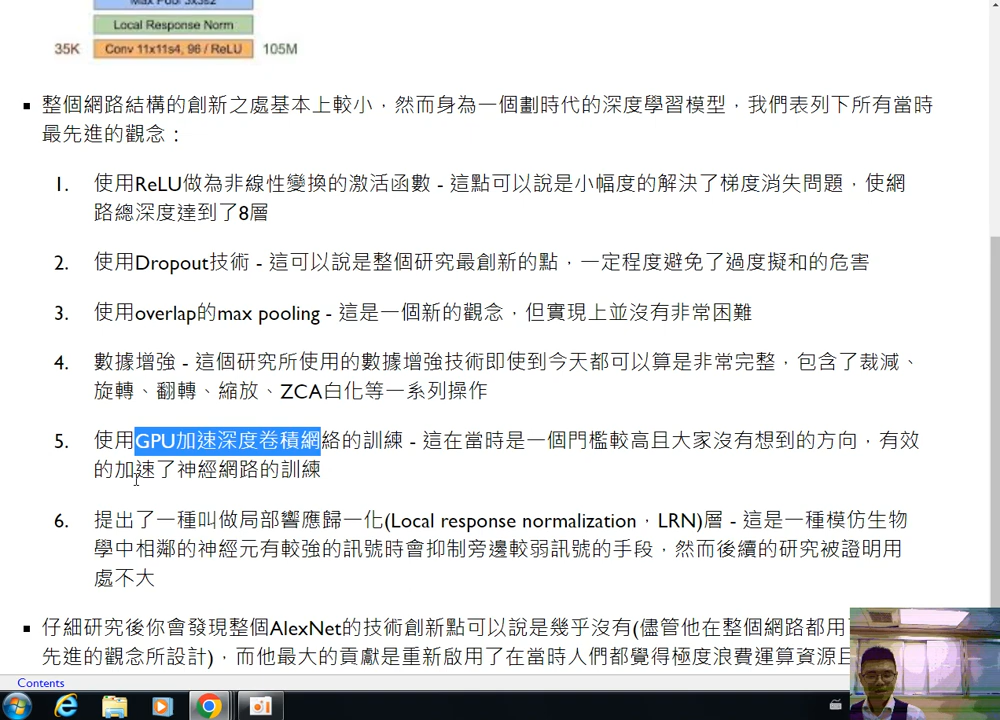 Max Pool 3x3s2
Local Response Norm
35K Conv 11x11s4, 96 / ReLU 105M
▪ 整個網路結構的創新之處基本上較小，然而身為一個劃時代的深度學習模型，我們表列下所有當時
最先進的觀念：
1. 使用ReLU做為非線性變換的激活函數 - 這點可以說是小幅度的解決了梯度消失問題，使網
路總深度達到了8層
2. 使用Dropout技術 - 這可以說是整個研究最創新的點，一定程度避免了過度擬和的危害
3. 使用overlap的max pooling - 這是一個新的觀念，但實現上並沒有非常困難
4. 數據增強 - 這個研究所使用的數據增強技術即使到今天都可以算是非常完整，包含了裁減、
旋轉、翻轉、縮放、ZCA白化等一系列操作
5. 使用GPU加速深度卷積網絡的訓練 - 這在當時是一個門檻較高且大家沒有想到的方向，有效
的加速了神經網路的訓練
6. 提出了一種叫做局部響應歸一化(Local response normalization，LRN)層 - 這是一種模仿生物
學中相鄰的神經元有較強的訊號時會抑制旁邊較弱訊號的手段，然而後續的研究被證明用
處不大
▪ 仔細研究後你會發現整個AlexNet的技術創新點可以說是幾乎沒有(儘管他在整個網路都用
先進的觀念所設計)，而他最大的貢獻是重新啟用了在當時人們都覺得極度浪費運算資源且
Contents